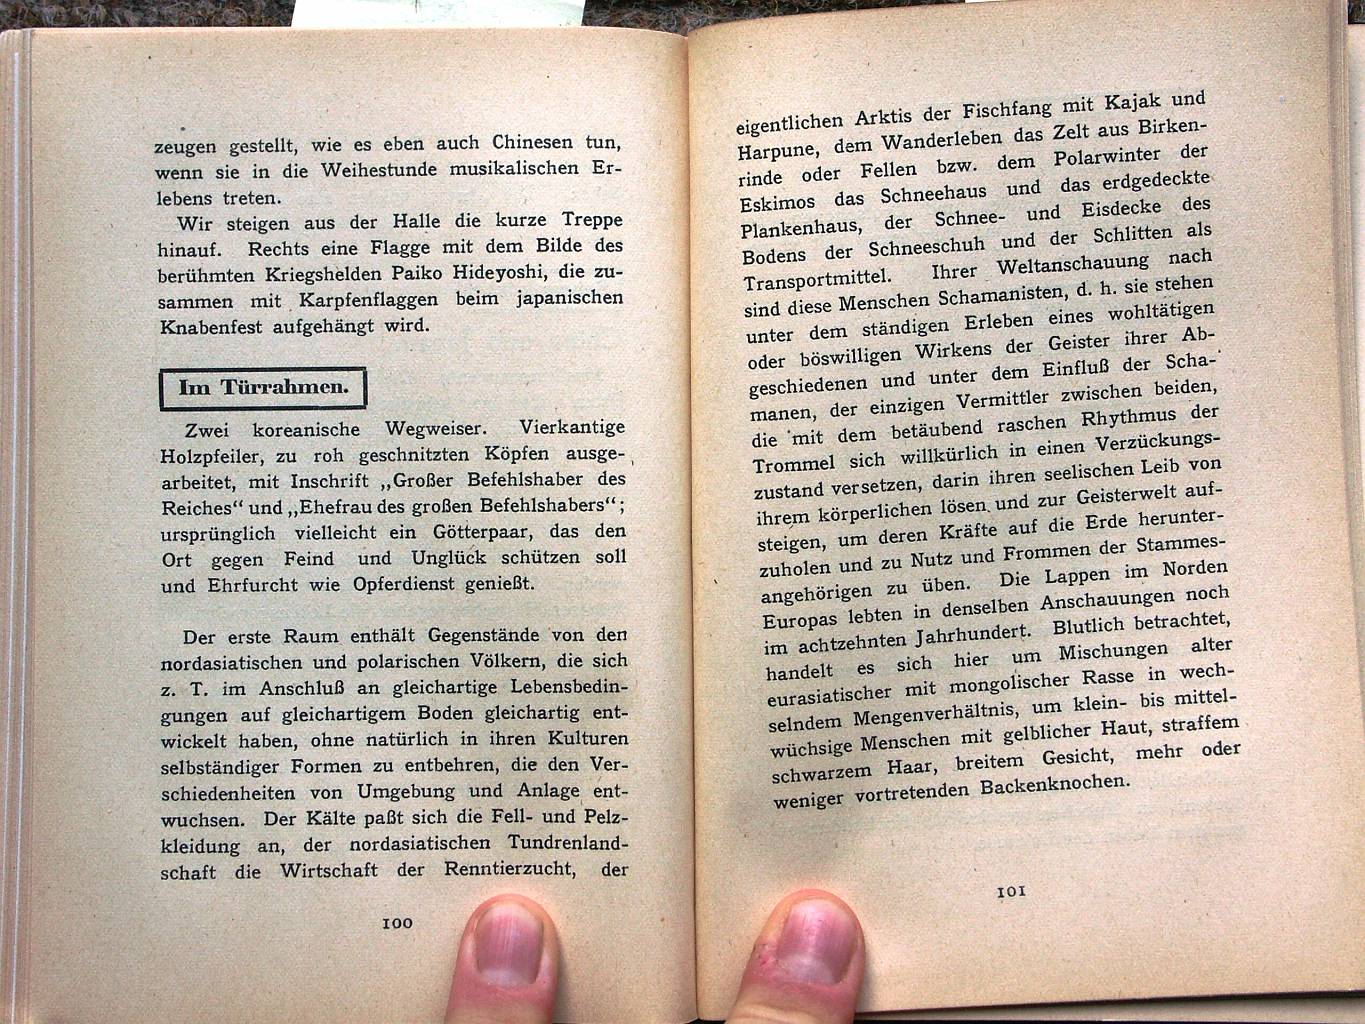 zeugen gestellt, wie es eben auch Chinesen tun,
wenn sie in die Weihestunde musikalischen Er-
lebens treten.
Wir steigen aus der Halle die kurze Treppe
hinauf. Rechts eine Flagge mit dem Bilde des
berühmten Kriegshelden Paiko Hideyoshi, die zu-
sammen mit Karpfenflaggen beim japanischen
Knabenfest aufgehängt wird.
Im Türrahmen.
Zwei koreanische Wegweiser. Vierkantige
Holzpfeiler, zu roh geschnitzten Köpfen ausge-
arbeitet, mit Inschrift „Großer Befehlshaber des
Reiches“ und „Ehefrau des großen Befehlshabers“;
ursprünglich vielleicht ein Götterpaar, das den
Ort gegen Feind und Unglück schützen soll
und Ehrfurcht wie Opferdienst genießt.
Der erste Raum enthält Gegenstände von den
nordasiatischen und polarischen Völkern, die sich
z. T. im Anschluß an gleichartige Lebensbedin-
gungen auf gleichartigem Boden gleichartig ent-
wickelt haben, ohne natürlich in ihren Kulturen
selbständiger Formen zu entbehren, die den Ver-
schiedenheiten von Umgebung und Anlage ent-
wuchsen. Der Kälte paßt sich die Fell- und Pelz-
kleidung an, der nordasiatischen Tundrenland-
schaft die Wirtschaft der Renntierzucht, der
100
eigentlichen Arktis der Fischfang mit Kajak und
Harpune, dem Wanderleben das Zelt aus Birken-
rinde oder Fellen bzw. dem Polarwinter der
Eskimos das Schneehaus und das erdgedeckte
Plankenhaus, der Schnee- und Eisdecke des
Bodens der Schneeschuh und der Schlitten als
Transportmittel. Ihrer Weltanschauung nach
sind diese Menschen Schamanisten, d. h. sie stehen
unter dem ständigen Erleben eines wohltätigen
oder böswilligen Wirkens der Geister ihrer Ab-
geschiedenen und unter dem Einfluß der Scha-
manen, der einzigen Vermittler zwischen beiden,
die mit dem betäubend raschen Rhythmus der
Trommel sich willkürlich in einen Verzückungs-
zustand versetzen, darin ihren seelischen Leib von
ihrem körperlichen lösen und zur Geisterwelt auf-
steigen, um deren Kräfte auf die Erde herunter-
zuholen und zu Nutz und Frommen der Stammes-
angehörigen zu üben. Die Lappen im Norden
Europas lebten in denselben Anschauungen noch
im achtzehnten Jahrhundert. Blutlich betrachtet,
handelt es sich hier um Mischungen alter
eurasiatischer mit mongolischer Rasse in wech-
selndem Mengenverhältnis, um klein- bis mittel-
wüchsige Menschen mit gelblicher Haut, straffem
schwarzem Haar, breitem Gesicht, mehr oder
weniger vortretenden Backenknochen.
101